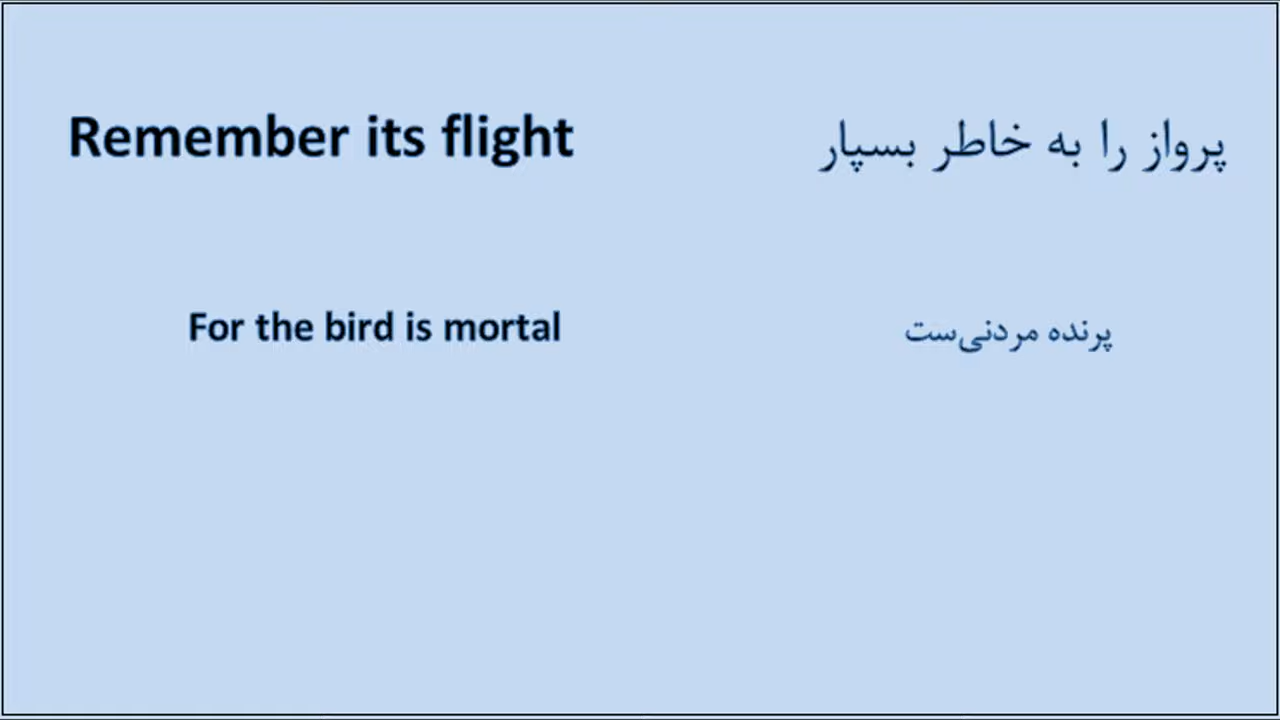 Remember its flight
پرواز را به خاطر بسپار
For the bird is mortal
پرنده مردنی‌ست